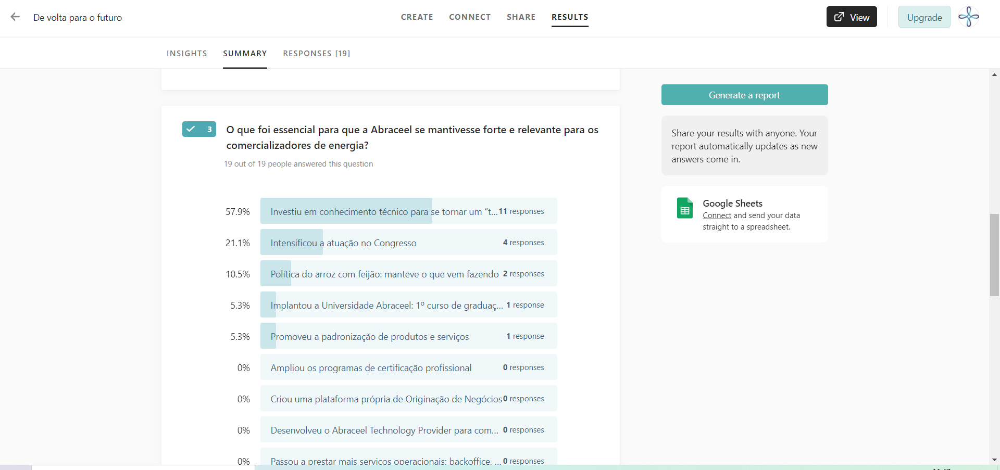 De volta para o futuro
CREATE CONNECT SHARE RESULTS
View
Upgrade
INSIGHTS SUMMARY RESPONSES [19]
3
O que foi essencial para que a Abraceel se mantivesse forte e relevante para os
comercializadores de energia?
19 out of 19 people answered this question
57.9% Investiu em conhecimento técnico para se tornar um “t... 11 responses
21.1% Intensificou a atuação no Congresso 4 responses
10.5% Política do arroz com feijão: manteve o que vem fazendo 2 responses
5.3% Implantou a Universidade Abraceel: 1º curso de graduaç... 1 response
5.3% Promoveu a padronização de produtos e serviços 1 response
0% Ampliou os programas de certificação profissional 0 responses
0% Criou uma plataforma própria de Originação de Negócios 0 responses
0% Desenvolveu o Abraceel Technology Provider para com... 0 responses
0% Passou a prestar mais serviços operacionais: backoffice, ... 0 responses
Generate a report
Share your results with anyone. Your
report automatically updates as new
answers come in.
Google Sheets
Connect and send your data
straight to a spreadsheet.